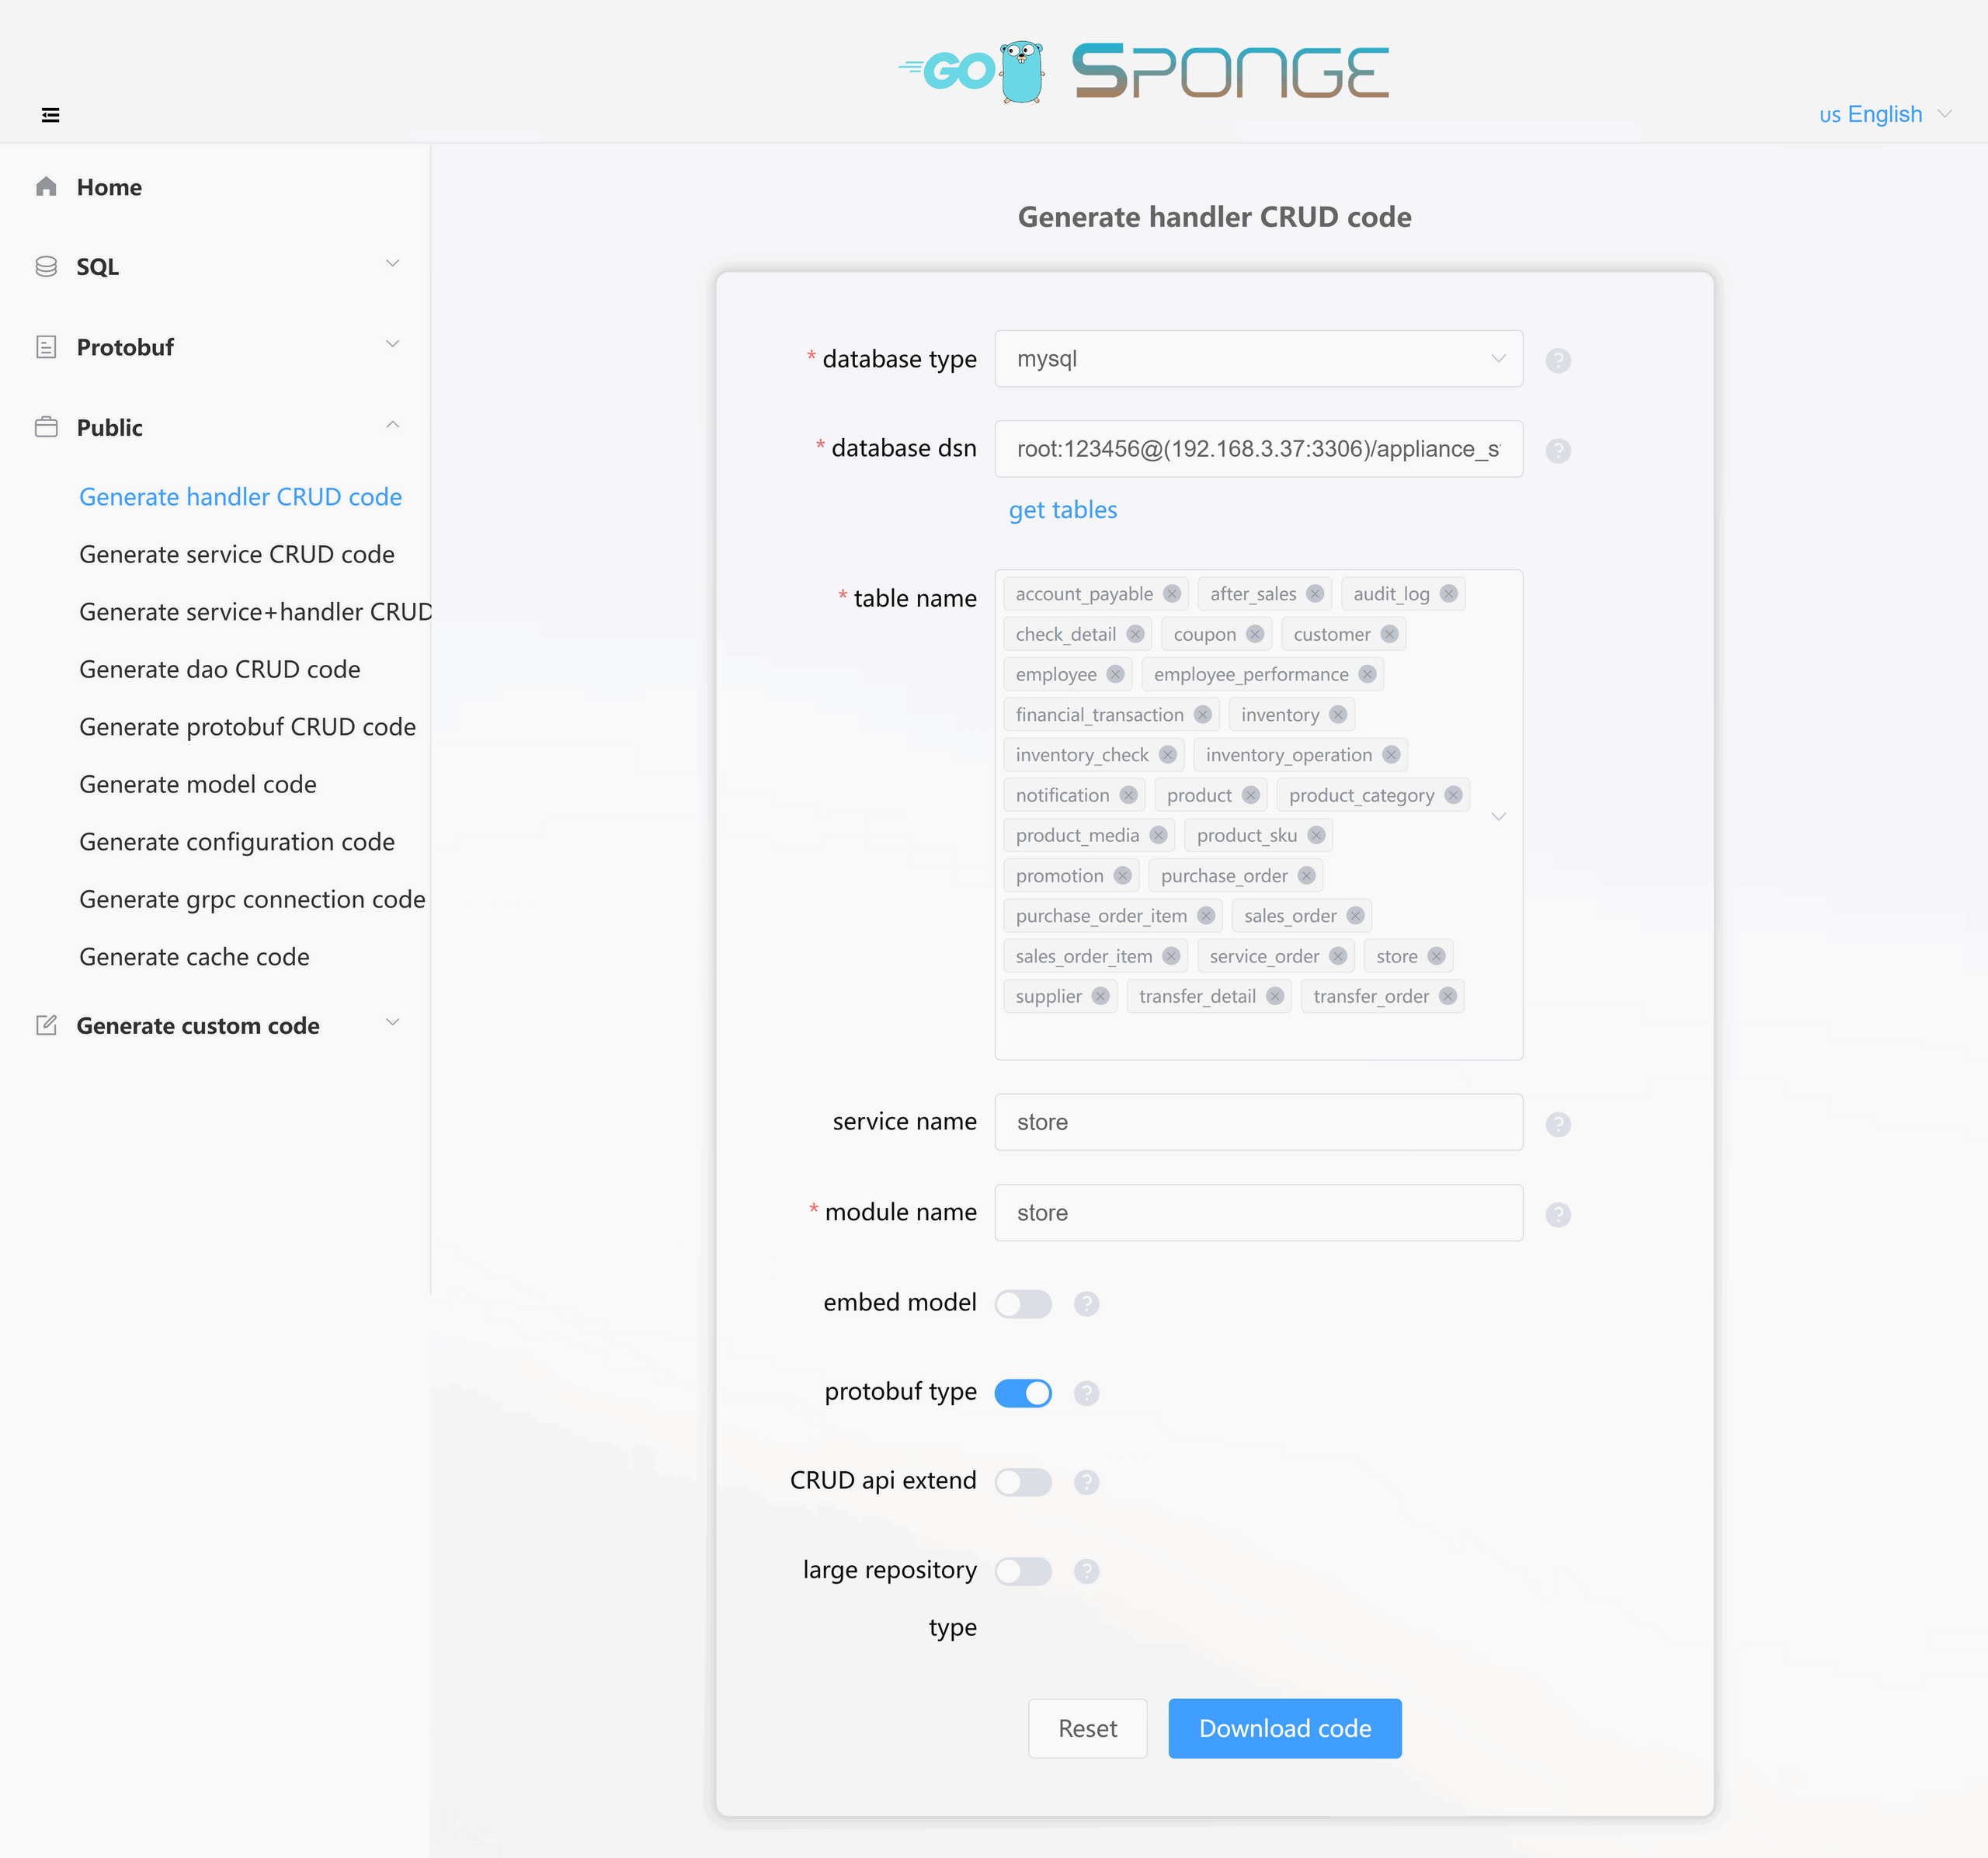 GO SPONGE
us English
Home
SQL
Protobuf
Public
Generate handler CRUD code
Generate service CRUD code
Generate service+handler CRUD
Generate dao CRUD code
Generate protobuf CRUD code
Generate model code
Generate configuration code
Generate grpc connection code
Generate cache code
Generate custom code
Generate handler CRUD code
* database type mysql ?
* database dsn root:123456@(192.168.3.37:3306)/appliance_s ?
get tables
* table name account_payable after_sales audit_log
check_detail coupon customer
employee employee_performance
financial_transaction inventory
inventory_check inventory_operation
notification product product_category
product_media product_sku
promotion purchase_order
purchase_order_item sales_order
sales_order_item service_order store
supplier transfer_detail transfer_order
service name store ?
* module name store ?
embed model ?
protobuf type ?
CRUD api extend ?
large repository ?
type
Reset Download code